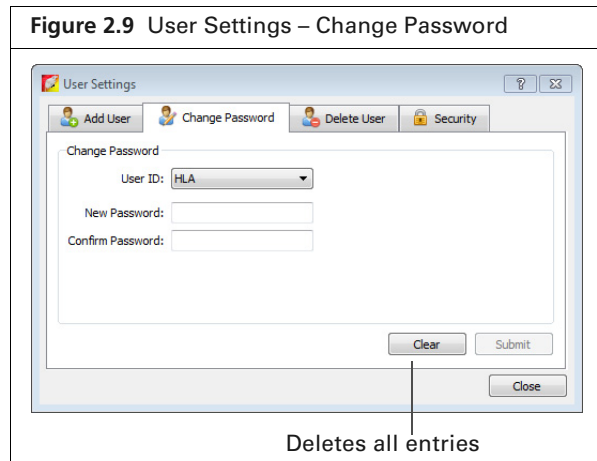 Figure 2.9 User Settings – Change Password
User Settings
Add User Change Password Delete User Security
Change Password
User ID: HLA
New Password:
Confirm Password:
Clear Submit
Close
Deletes all entries